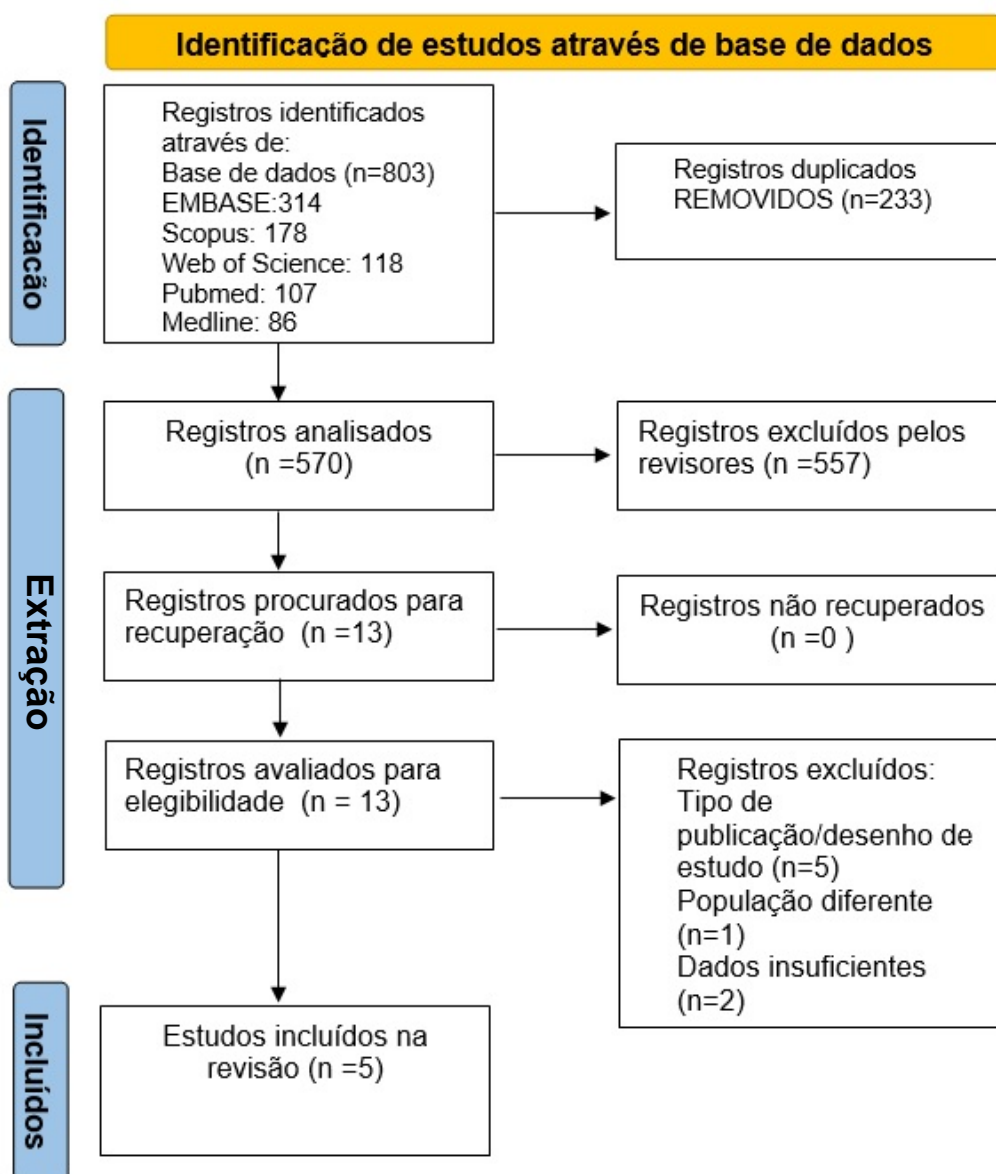 Identificação de estudos através de base de dados
Identificacão
Registros identificados
através de:
Base de dados (n=803)
EMBASE:314
Scopus: 178
Web of Science: 118
Pubmed: 107
Medline: 86
Registros duplicados
REMOVIDOS (n=233)
Extração
Registros analisados
(n =570)
Registros excluídos pelos
revisores (n =557)
Registros procurados para
recuperação (n =13)
Registros não recuperados
(n =0 )
Registros avaliados para
elegibilidade (n = 13)
Registros excluídos:
Tipo de
publicação/desenho de
estudo (n=5)
População diferente
(n=1)
Dados insuficientes
(n=2)
Incluídos
Estudos incluídos na
revisão (n =5)